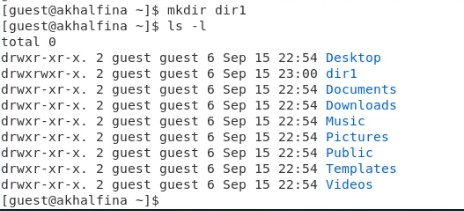 [guest@akhalfina ~]$ mkdir dir1
[guest@akhalfina ~]$ ls -l
total 0
drwxr-xr-x. 2 guest guest 6 Sep 15 22:54 Desktop
drwxrwxr-x. 2 guest guest 6 Sep 15 23:00 dir1
drwxr-xr-x. 2 guest guest 6 Sep 15 22:54 Documents
drwxr-xr-x. 2 guest guest 6 Sep 15 22:54 Downloads
drwxr-xr-x. 2 guest guest 6 Sep 15 22:54 Music
drwxr-xr-x. 2 guest guest 6 Sep 15 22:54 Pictures
drwxr-xr-x. 2 guest guest 6 Sep 15 22:54 Public
drwxr-xr-x. 2 guest guest 6 Sep 15 22:54 Templates
drwxr-xr-x. 2 guest guest 6 Sep 15 22:54 Videos
[guest@akhalfina ~]$